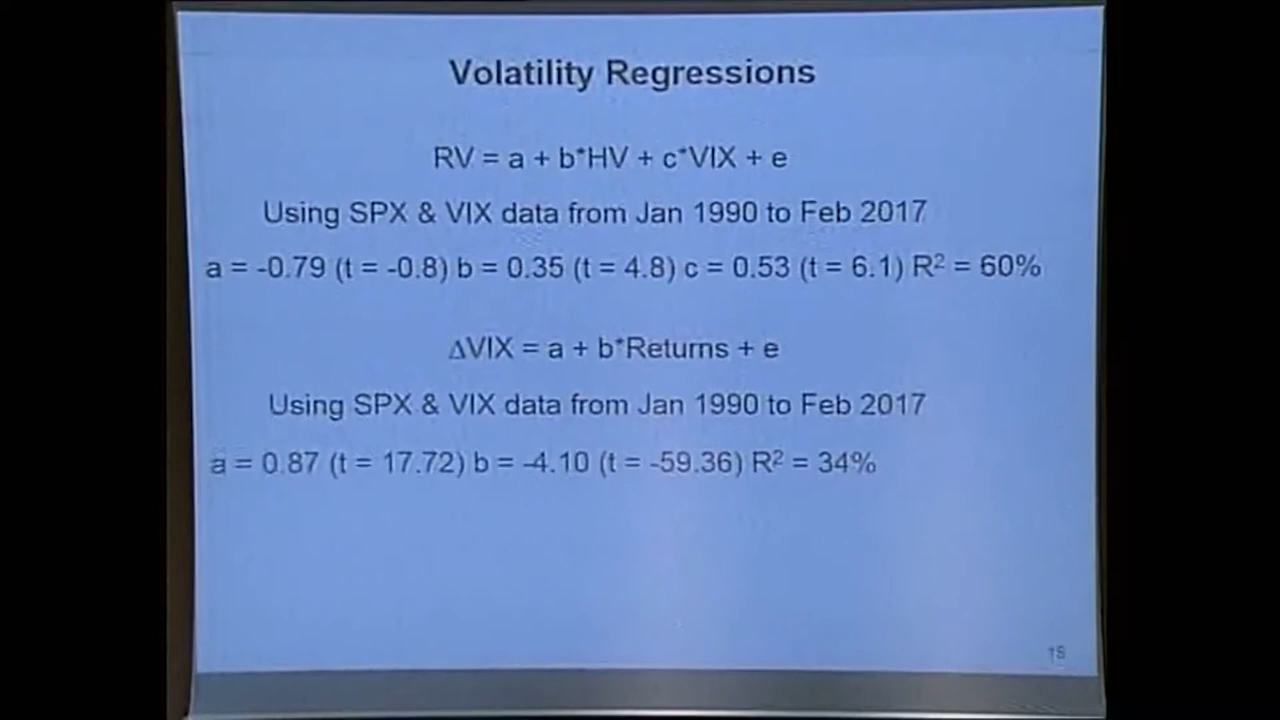 Volatility Regressions
RV = a + b*HV + c*VIX + e
Using SPX & VIX data from Jan 1990 to Feb 2017
a = -0.79 (t = -0.8) b = 0.35 (t = 4.8) c = 0.53 (t = 6.1) R² = 60%
ΔVIX = a + b*Returns + e
Using SPX & VIX data from Jan 1990 to Feb 2017
a = 0.87 (t = 17.72) b = -4.10 (t = -59.36) R² = 34%